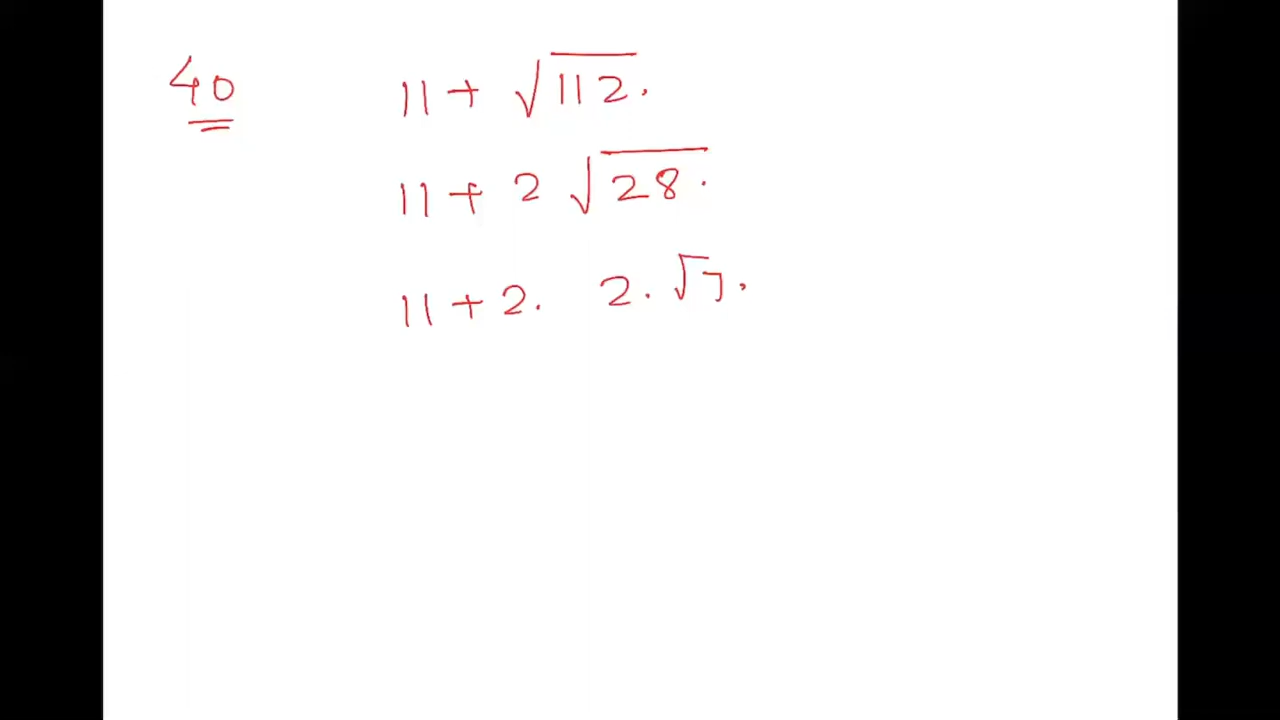 40 11 + √112.
11 + 2 √28.
11 + 2. 2. √7.